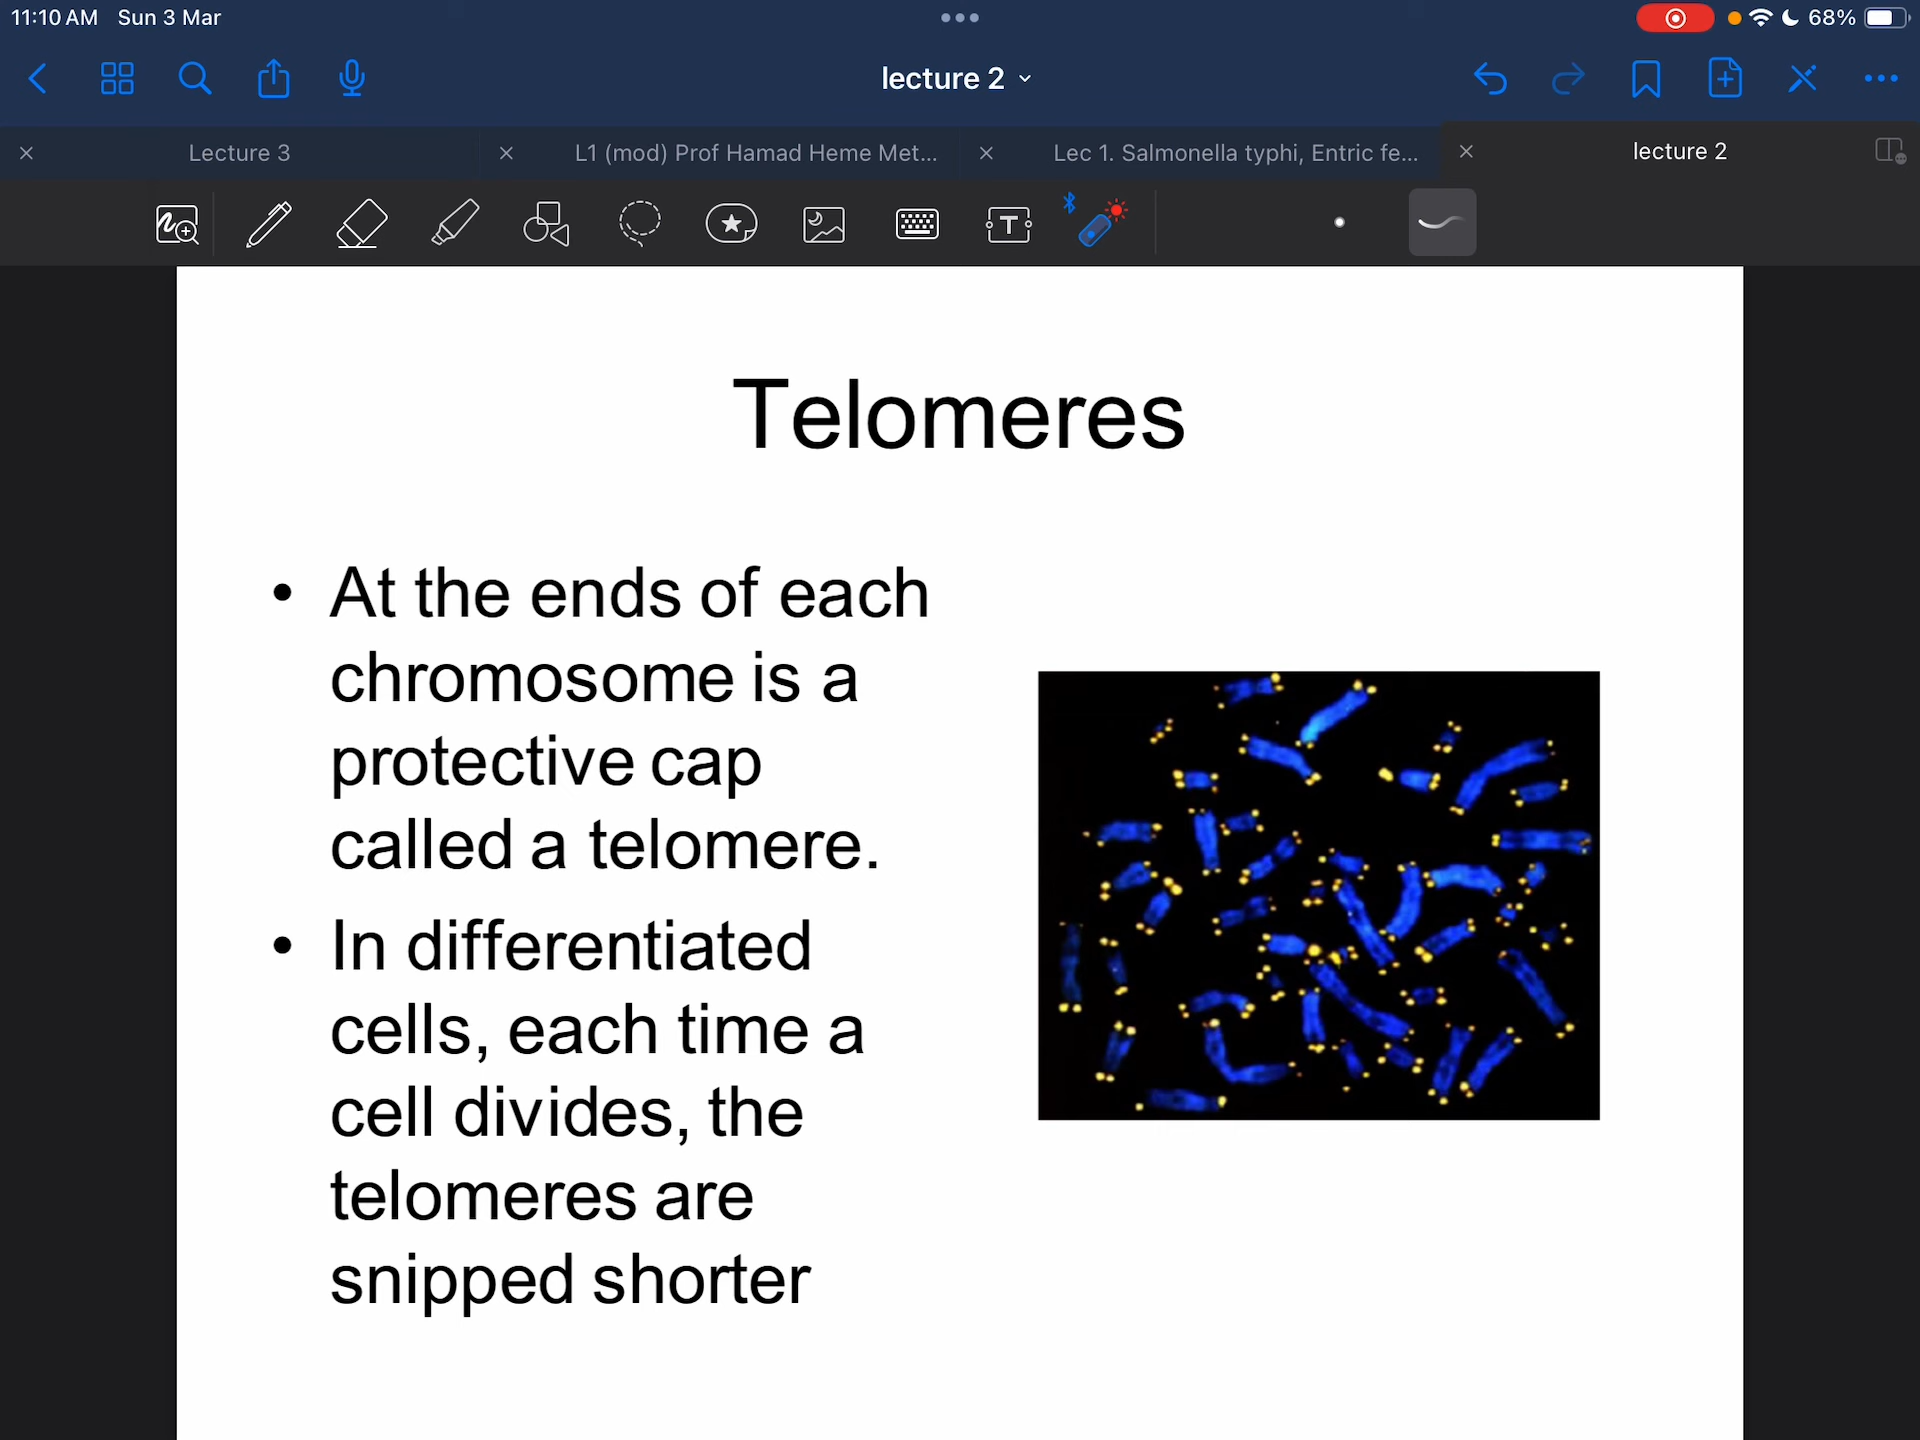 11:10 AM Sun 3 Mar
68%
lecture 2
Lecture 3
L1 (mod) Prof Hamad Heme Met...
Lec 1. Salmonella typhi, Entric fe...
lecture 2
T
Telomeres
• At the ends of each
chromosome is a
protective cap
called a telomere.
• In differentiated
cells, each time a
cell divides, the
telomeres are
snipped shorter